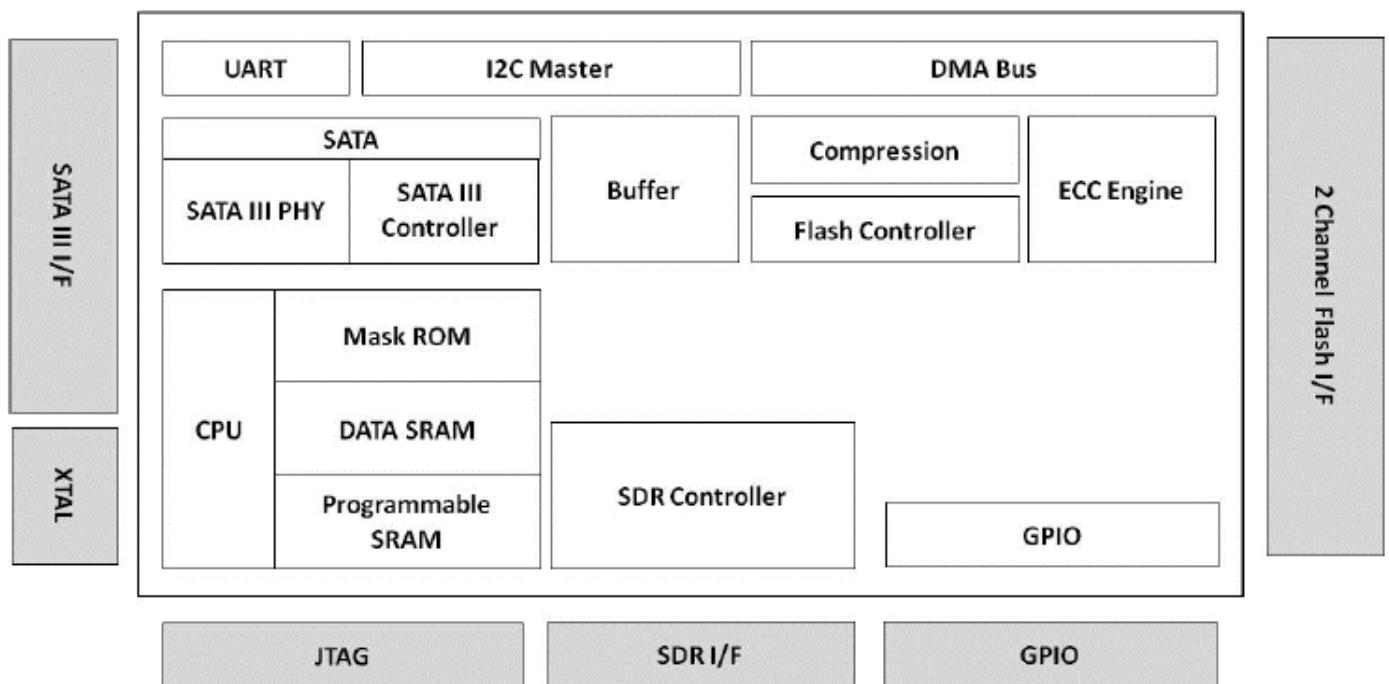 UART
I2C Master
DMA Bus
SATA
SATA III PHY
SATA III
Controller
Buffer
Compression
Flash Controller
ECC Engine
SATA III I/F
2 Channel Flash I/F
CPU
Mask ROM
DATA SRAM
Programmable
SRAM
SDR Controller
GPIO
XTAL
JTAG
SDR I/F
GPIO